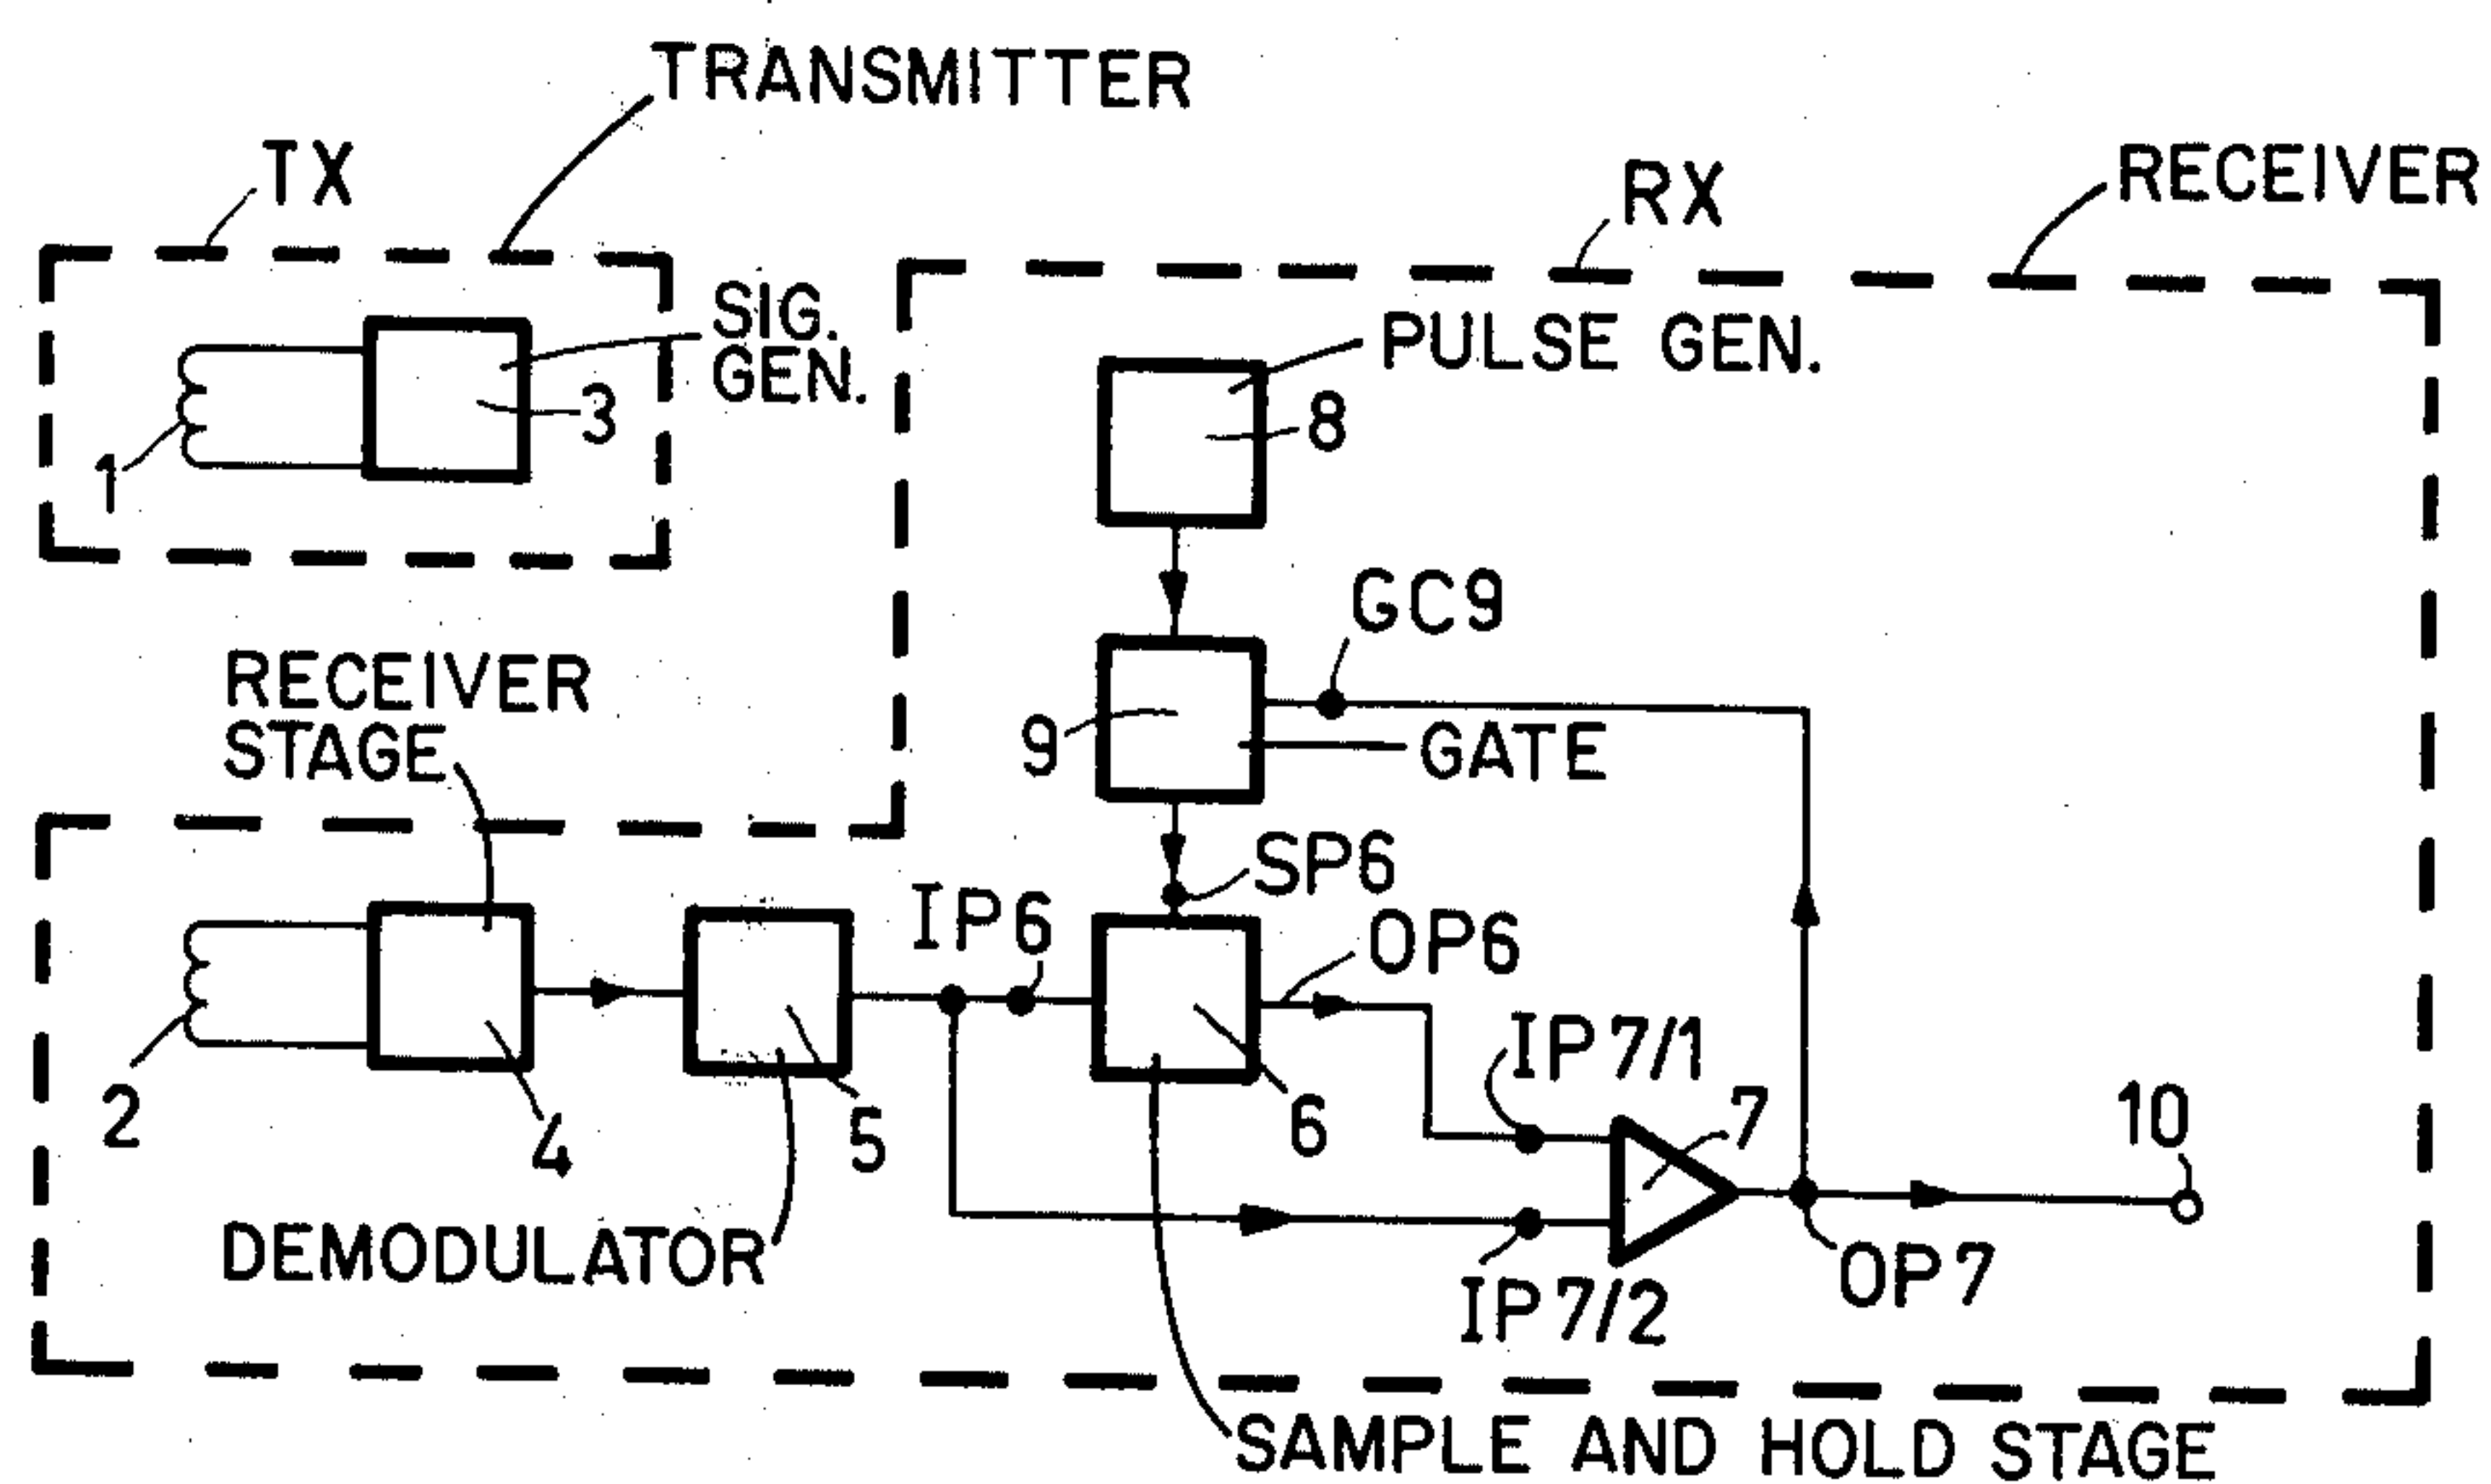 TRANSMITTER
TX
RX
RECEIVER
SIG.
GEN.
3
1
PULSE GEN.
8
GC9
RECEIVER
STAGE
9
GATE
SP6
IP6
OP6
IP7/1
7
10
2
4
5
6
DEMODULATOR
IP7/2
OP7
SAMPLE AND HOLD STAGE